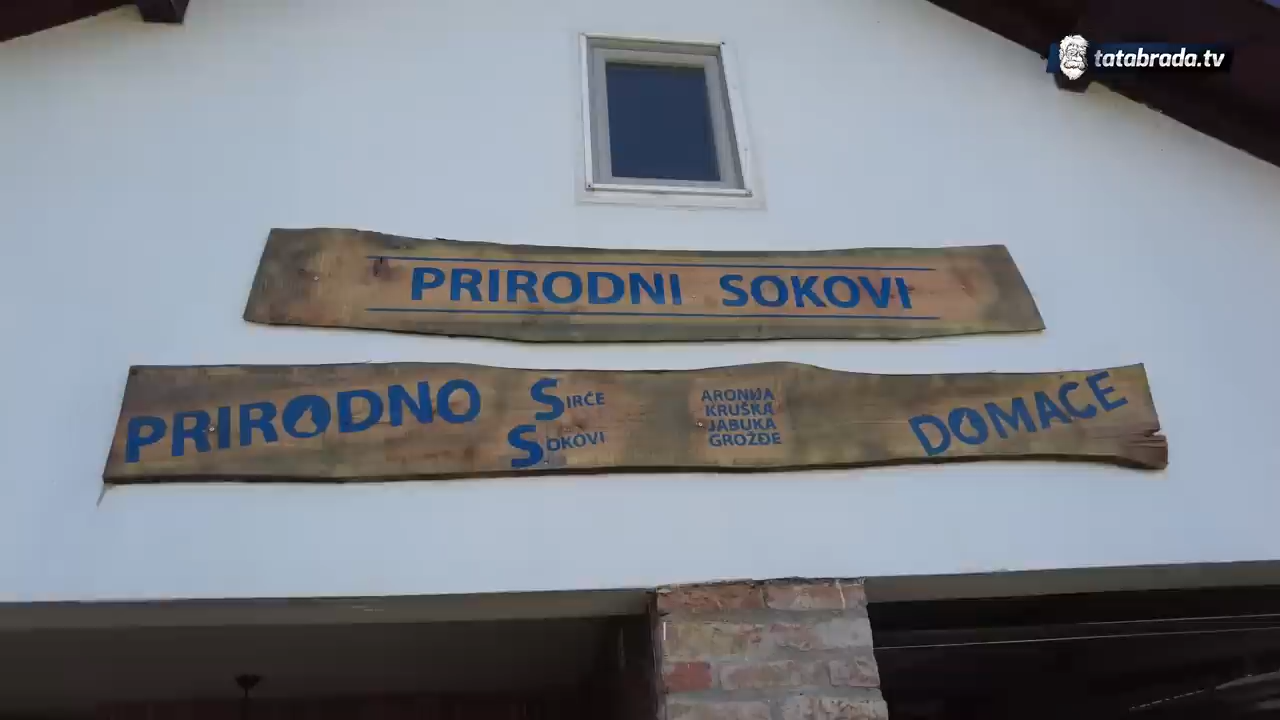 tatabrada.tv
PRIRODNI SOKOVI
PRIRODNO
SIRĆE
SOKOVI
ARONIJA
KRUŠKA
JABUKA
GROŽĐE
DOMAĆE